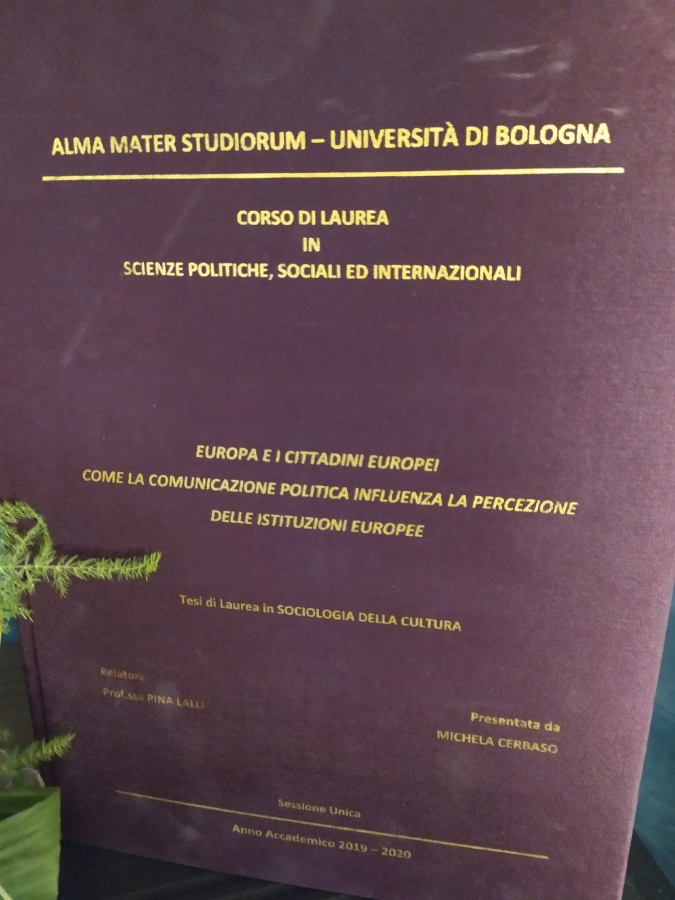 ALMA MATER STUDIORUM – UNIVERSITÀ DI BOLOGNA
CORSO DI LAUREA
IN
SCIENZE POLITICHE, SOCIALI ED INTERNAZIONALI
EUROPA E I CITTADINI EUROPEI
COME LA COMUNICAZIONE POLITICA INFLUENZA LA PERCEZIONE
DELLE ISTITUZIONI EUROPEE
Tesi di Laurea in SOCIOLOGIA DELLA CULTURA
Relatore
Prof.ssa PINA LALLI
Presentata da
MICHELA CERBASO
Sessione Unica
Anno Accademico 2019 – 2020